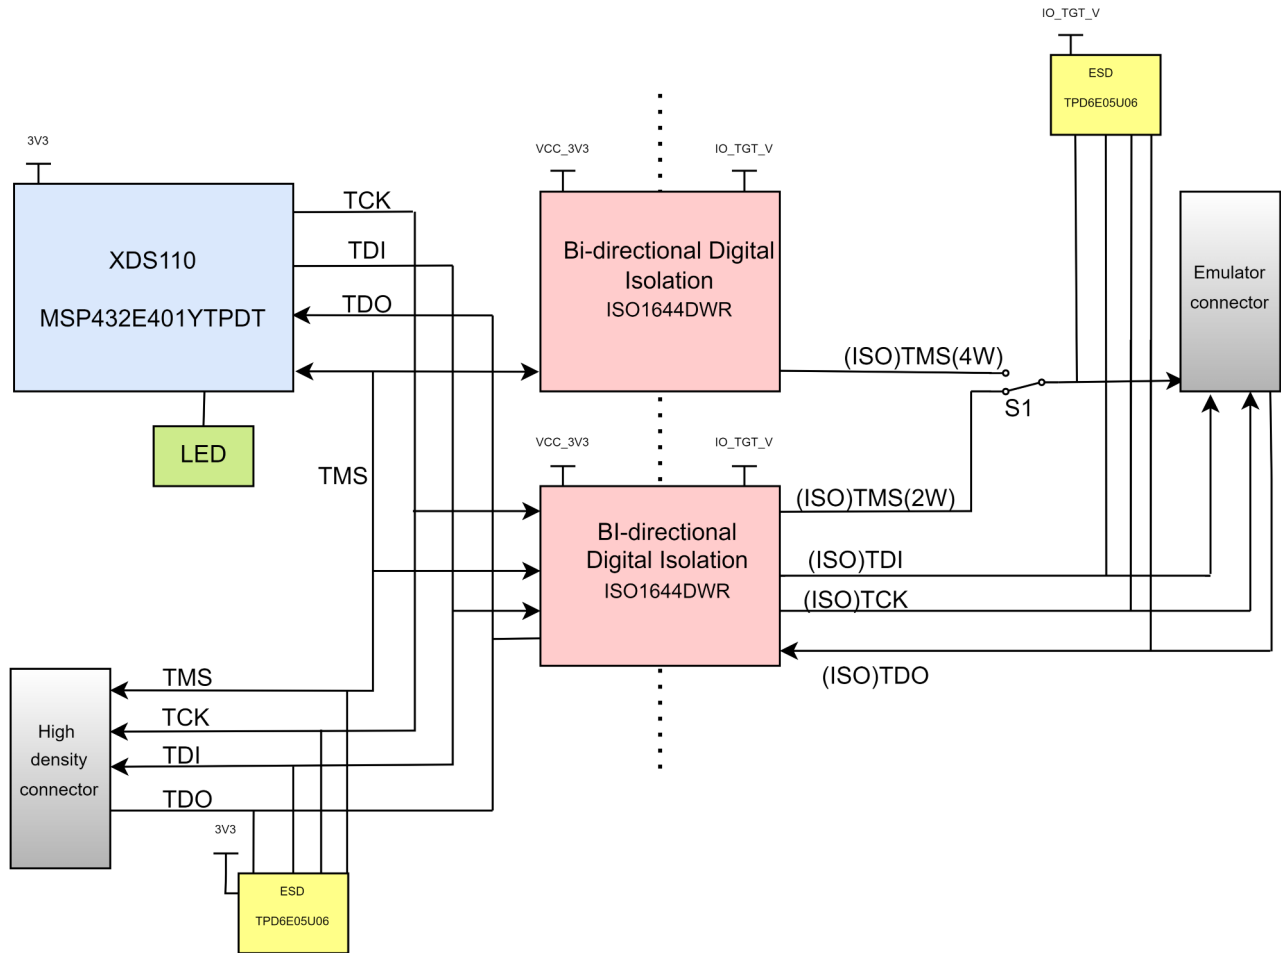 IO_TGT_V
ESD
TPD6E05U06
3V3
VCC_3V3
IO_TGT_V
XDS110
MSP432E401YTPDT
TCK
TDI
TDO
Bi-directional Digital
Isolation
ISO1644DWR
Emulator
connector
(ISO)TMS(4W)
S1
LED
TMS
VCC_3V3
IO_TGT_V
BI-directional
Digital Isolation
ISO1644DWR
(ISO)TMS(2W)
(ISO)TDI
(ISO)TCK
(ISO)TDO
High
density
connector
TMS
TCK
TDI
TDO
3V3
ESD
TPD6E05U06